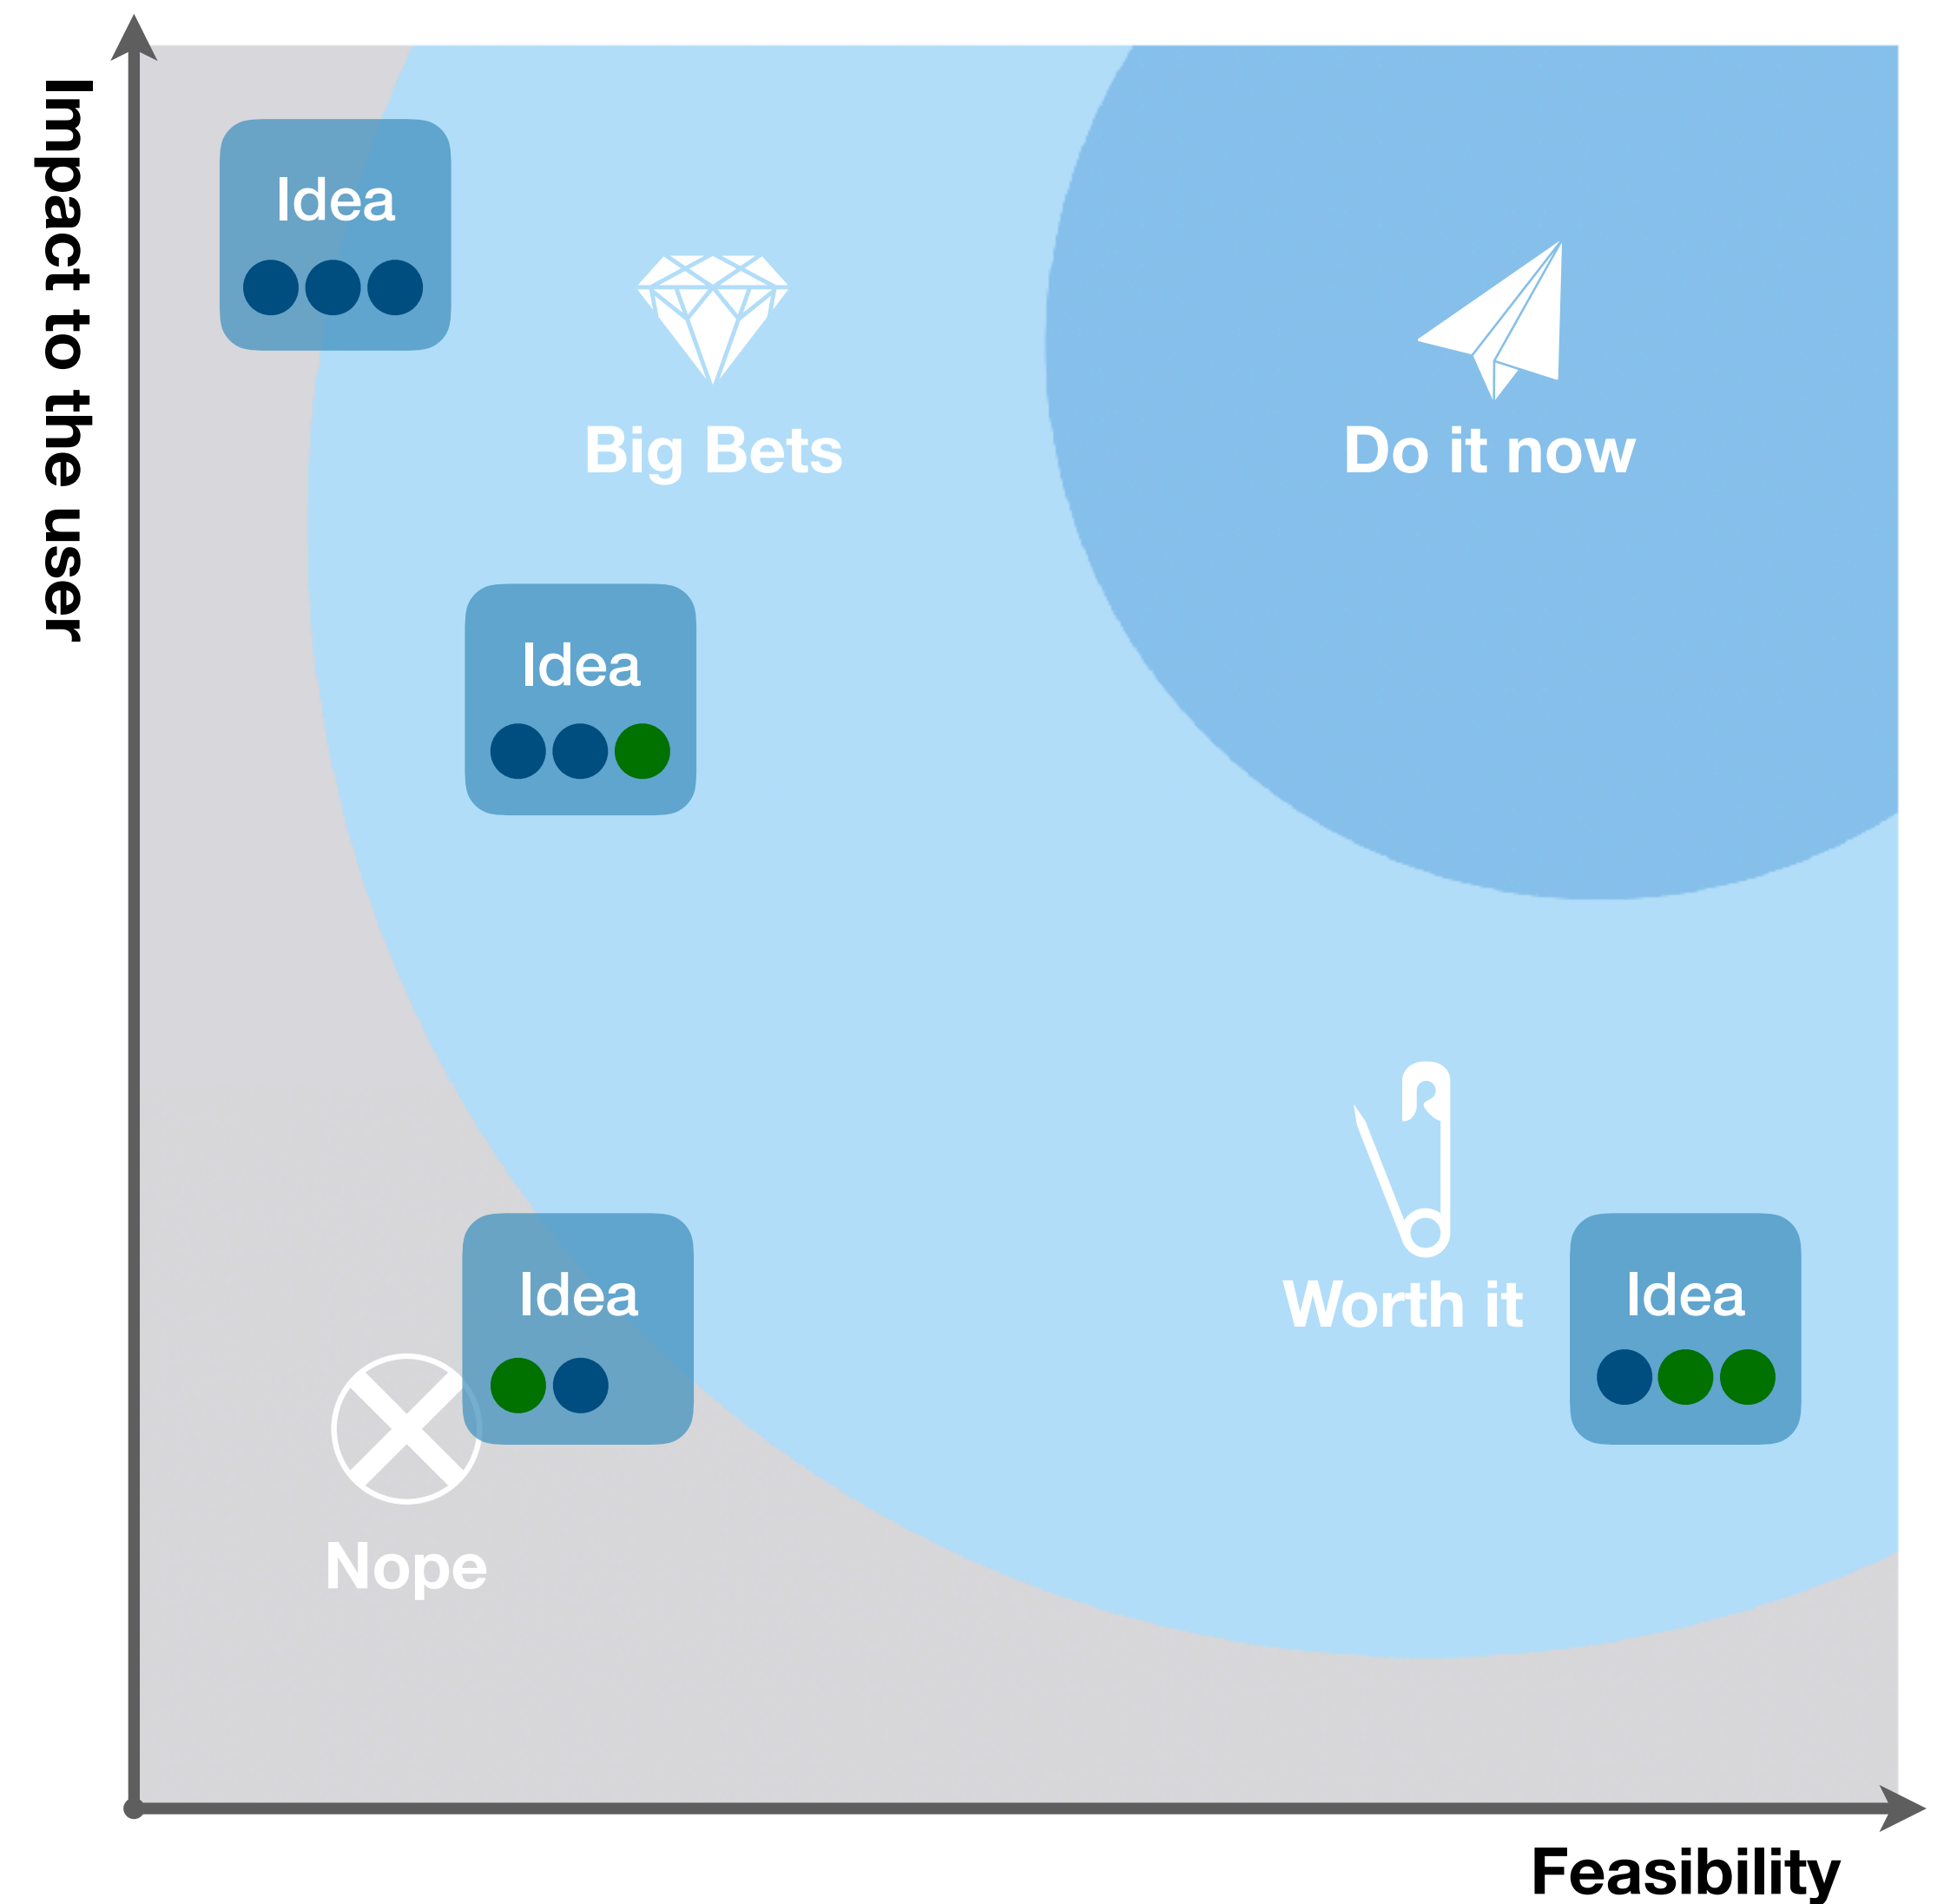 Impact to the user
Idea
Big Bets
Do it now
Idea
Idea
Worth it
Idea
Nope
Feasibility